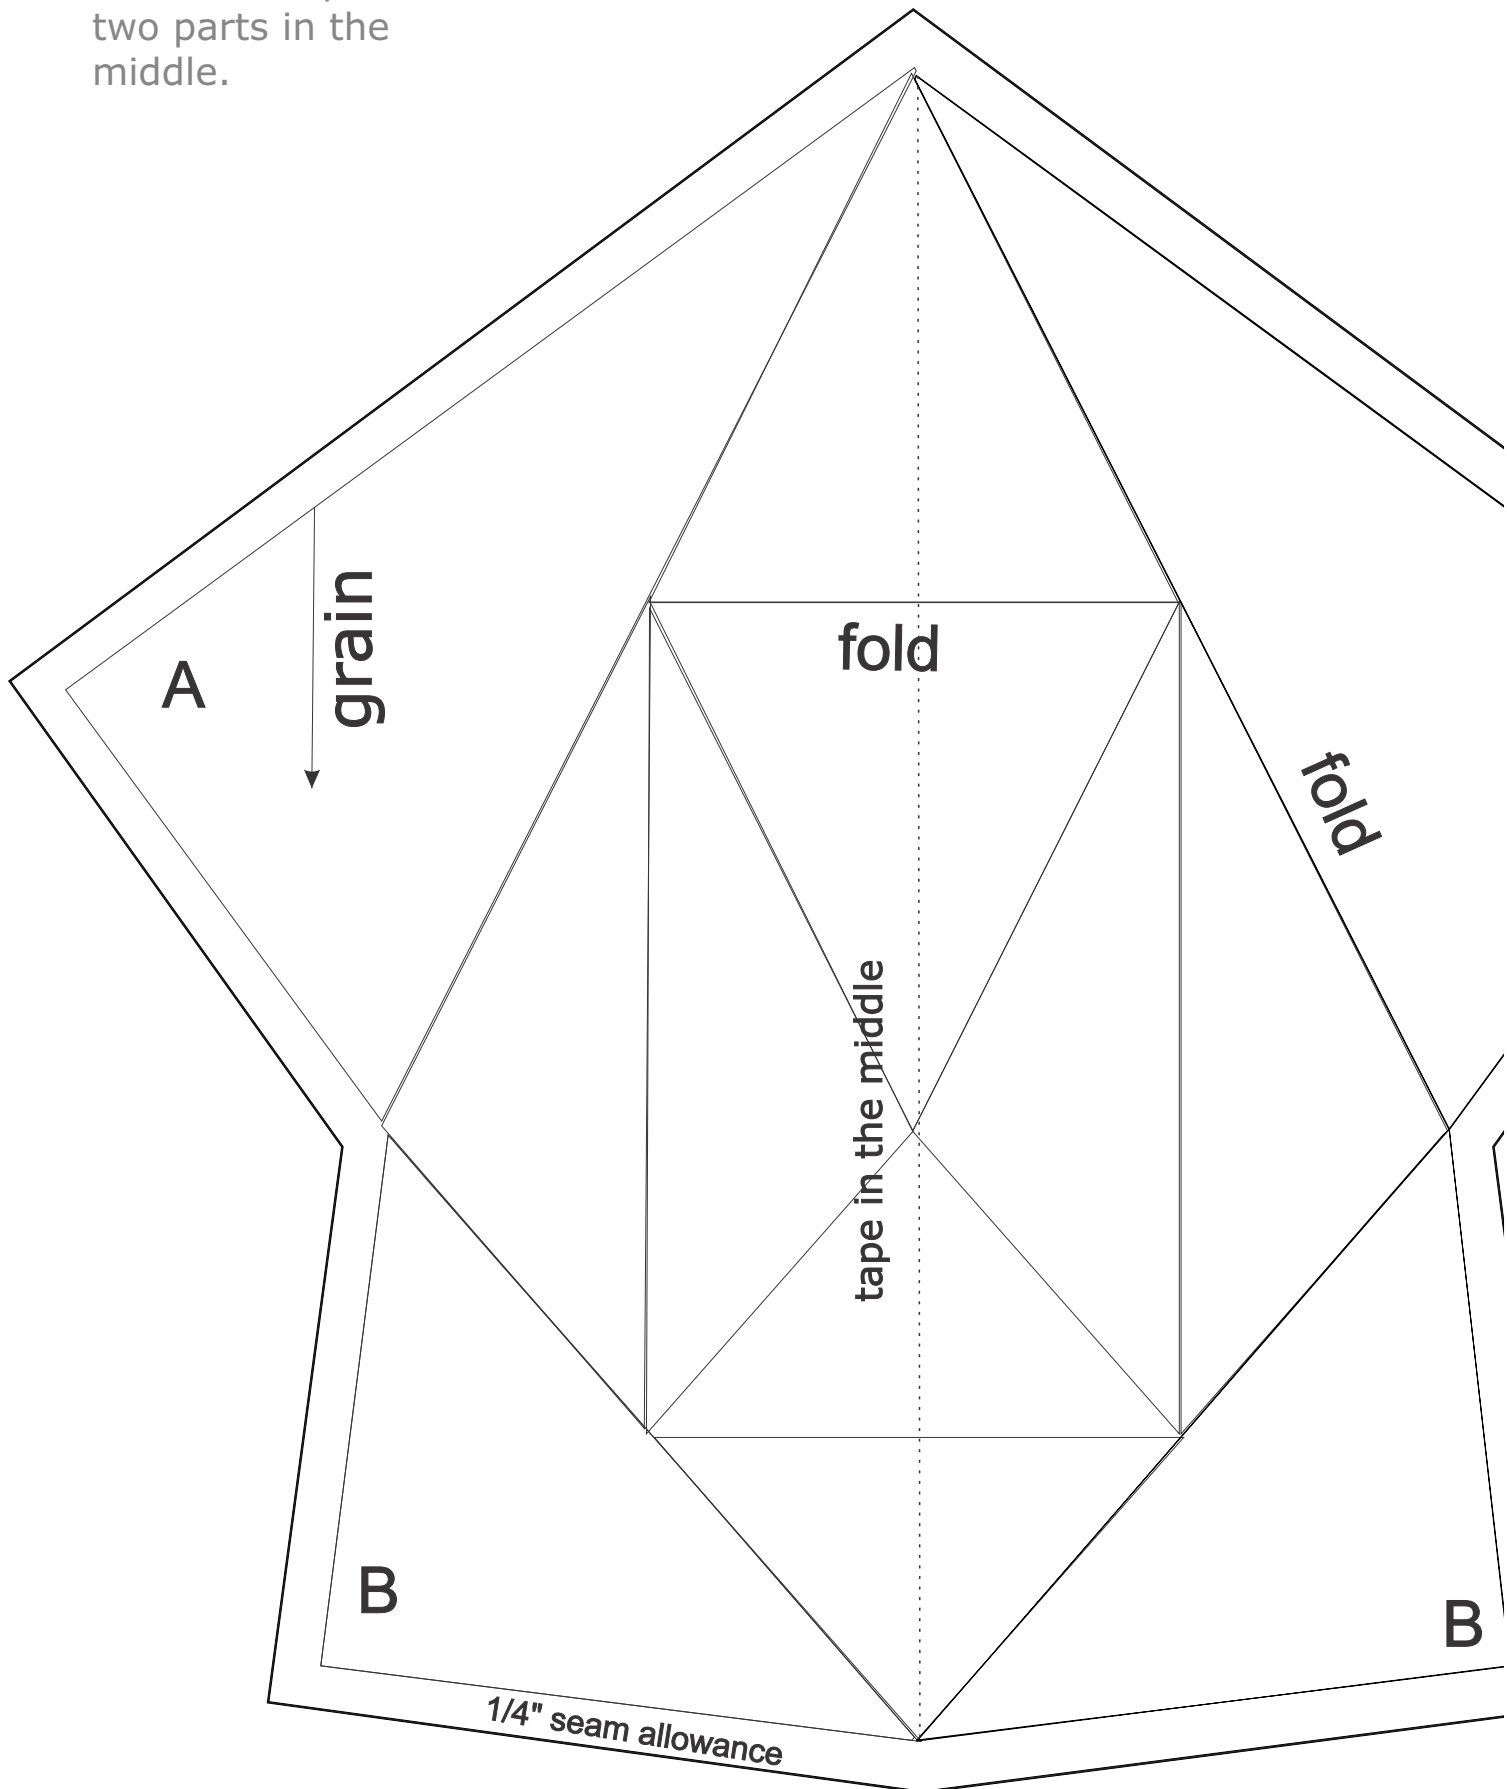 two parts in the
middle.
grain
A
fold
fold
tape in the middle
B
B
1/4" seam allowance